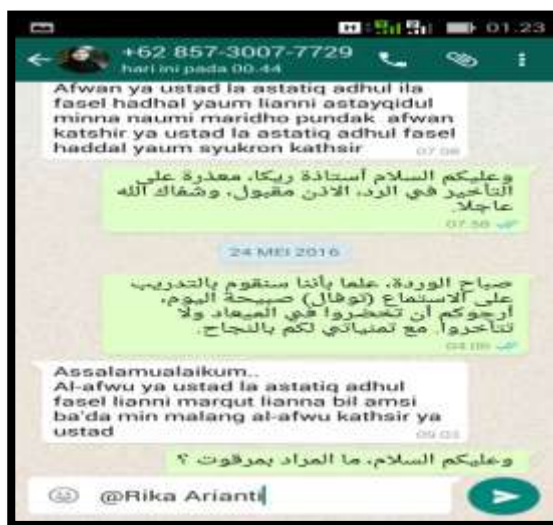 01.23
+62 857-3007-7729
hari ini pada 00.44
Afwan ya ustad la astatiq adhul ila
fasel hadhal yaum lianni astayqidul
minna naumi maridho pundak afwan
katshir ya ustad la astatiq adhul fasel
haddal yaum syukron kathsir
07.08
وعليكم السلام أستاذة ريكا، معذرة على
التأخير في الرد، الاذن مقبول، وشفاك الله
عاجلا.
07.56
24 MEI 2016
صباح الوردة، علما بأننا سنقوم بالتدريب
على الاستماع (توفال) صبيحة اليوم،
أرجوكم أن تحضروا في الميعاد ولا
تتأخروا. مع تمنياتي لكم بالنجاح.
Assalamualaikum..
Al-afwu ya ustad la astatiq adhul
fasel lianni marqut lianna bil amsi
ba'da min malang al-afwu kathsir ya
ustad
09.03
وعليكم السلام، ما المراد بمرقوت ؟
@Rika Arianti